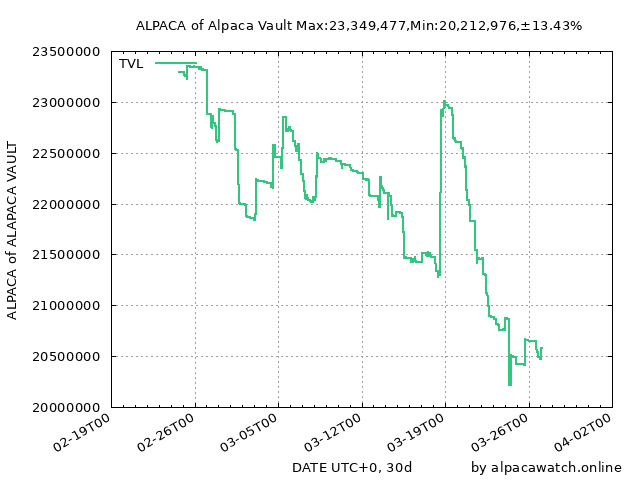 ALPACA of Alpaca Vault Max:23,349,477,Min:20,212,976,±13.43%
23500000
TVL
23000000
22500000
22000000
21500000
21000000
20500000
20000000
ALPACA of ALAPACA VAULT
02-19T00
02-26T00
03-05T00
03-12T00
03-19T00
03-26T00
04-02T00
DATE UTC+0, 30d
by alpacawatch.online